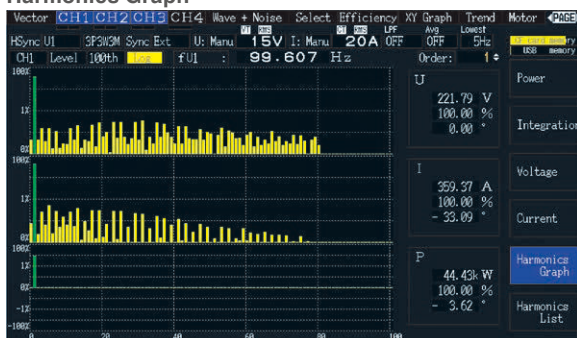 Harmonics Graph
Vector CH1 CH2 CH3 CH4 Wave + Noise Select Efficiency XY Graph Trend Motor PAGE
VT RMS CT RMS LPF Avg Lowest
HSync U1 3P3W3M Sync Ext U: Manu 15V I: Manu 20A OFF OFF 5Hz
CF card memory
USB memory
CH1 Level 100th Log fU1 : 99.607 Hz Order: 1
100%
1%
0%
U
221.79 V
100.00 %
0.00 °
100%
1%
0%
I
359.37 A
100.00 %
- 33.09 °
100%
1%
0%
-1%
-100%
P
44.43k W
100.00 %
- 3.62 °
0 20 40 60 80 100
Power
Integration
Voltage
Current
Harmonics
Graph
Harmonics
List